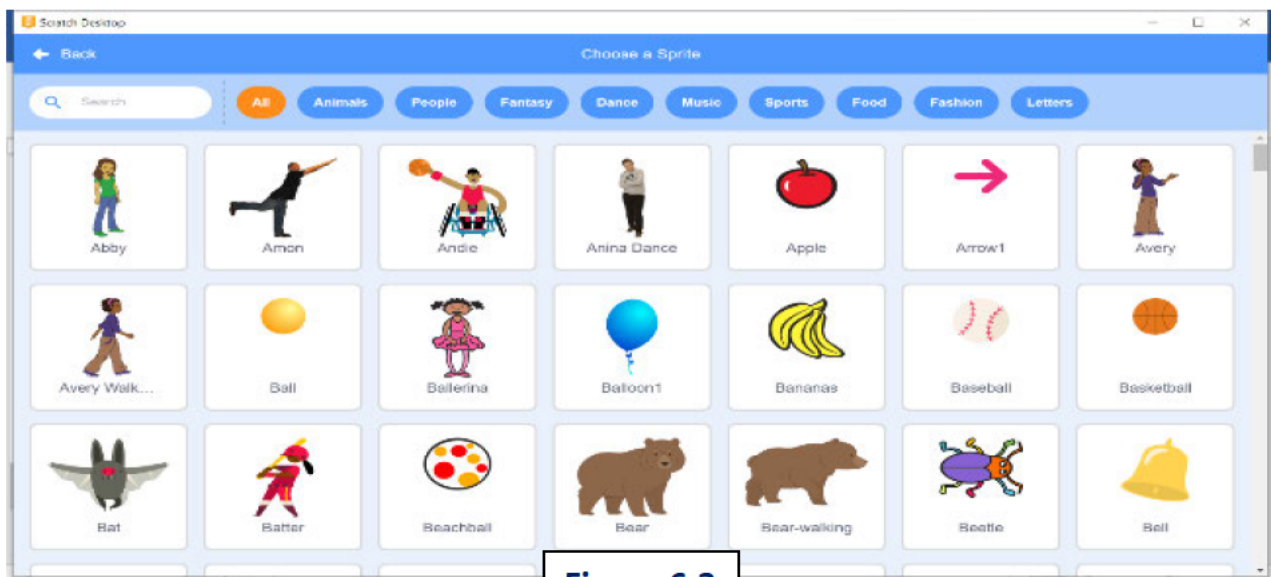 Scratch Desktop
Back
Choose a Sprite
Search
All Animals People Fantasy Dance Music Sports Food Fashion Letters
Abby Amon Andie Anina Dance Apple Arrow1 Avery
Avery Walk... Ball Ballerina Balloon1 Bananas Baseball Basketball
Bat Batter Beachball Bear Bear-walking Beetle Bell